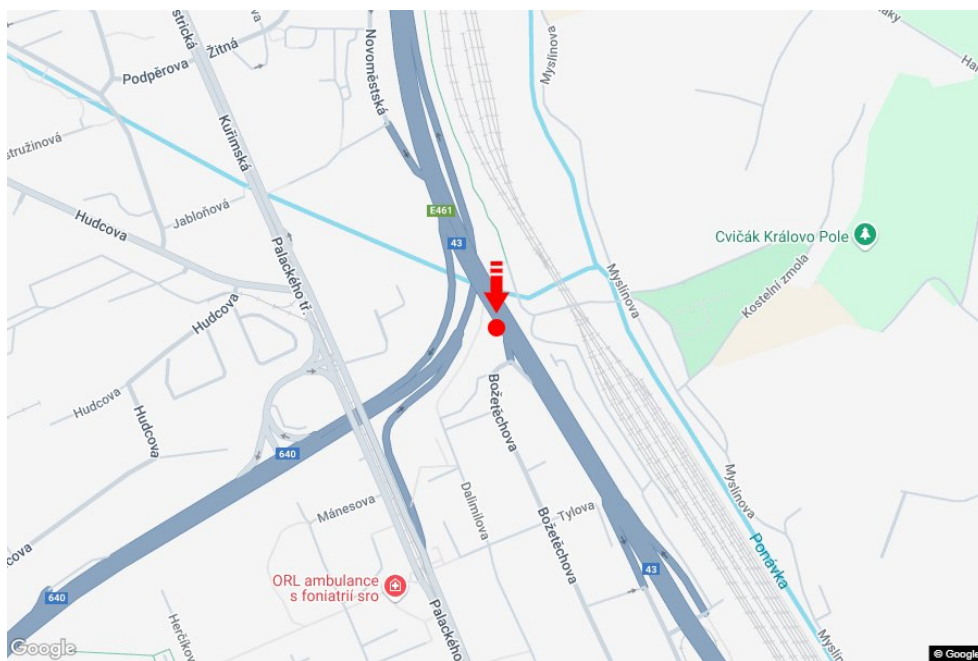 Žitná
Podpěrova
Kuřimská
Novoměstská
Myslínova
Hudcova
Jabloňová
E461
43
Palackého tř.
Cvičák Královo Pole
Myslínova
Kostelní zmola
Hudcova
Hudcova
Hudcova
Božetěchova
640
Mánesova
Dalimilova
Tylova
Božetěchova
Myslínova
Ponávka
ORL ambulance
s foniatrií sro
43
640
Palackého
Google
© Google